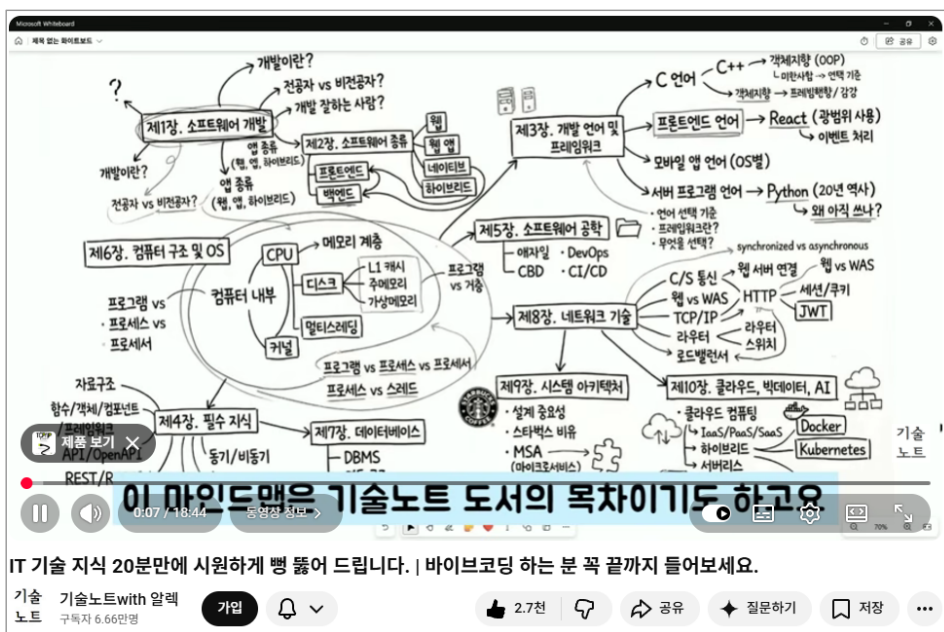 Microsoft Whiteboard
제목 없는 화이트보드
공유
?
개발이란?
전공자 vs 비전공자?
개발 잘하는 사람?
제1장. 소프트웨어 개발
개발이란?
전공자 vs 비전공자?
앱 종류
(웹, 앱, 하이브리드)
앱 종류
(웹, 앱, 하이브리드)
제2장. 소프트웨어 종류
프론트엔드
백엔드
웹
웹 앱
네이티브
하이브리드
제3장. 개발 언어 및
프레임워크
C 언어
C++
객체지향 (OOP)
객체지향
프론트엔드 언어
React (광범위 사용)
이벤트 처리
모바일 앱 언어 (OS별)
서버 프로그램 언어
Python (20년 역사)
왜 아직 쓰나?
· 언어 선택 기준
· 프레임워크란?
· 무엇을 선택?
제6장. 컴퓨터 구조 및 OS
프로그램 vs
· 프로세스 vs
· 프로세서
컴퓨터 내부
CPU
메모리 계층
디스크
L1 캐시
주메모리
가상메모리
프로그램
vs 거충
멀티스레딩
커널
프로그램 vs 프로세스 vs 프로세서
프로세스 vs 스레드
제5장. 소프트웨어 공학
애자일 · DevOps
CBD · CI/CD
제8장. 네트워크 기술
synchronized vs asynchronous
C/S 통신
웹 서버 연결
웹 vs WAS
웹 vs WAS
HTTP
세션/쿠키
JWT
TCP/IP
라우터
라우터
스위치
로드밸런서
자료구조
함수/객체/컴포넌트
/프레임워크
API/OpenAPI
REST/R
제4장. 필수 지식
동기/비동기
제7장. 데이터베이스
DBMS
STARBUCKS
COFFEE
제9장. 시스템 아키텍처
· 설계 중요성
· 스타벅스 비유
· MSA
(마이크로서비스)
제10장. 클라우드, 빅데이터, AI
· 클라우드 컴퓨팅
IaaS/PaaS/SaaS
하이브리드
서버리스
Docker
Kubernetes
기술
노트
제품 보기
이 마인드맵은 기술노트 도서의 목차이기도 하고요
0:07 / 18:44
동영상 정보 >
70%
IT 기술 지식 20분만에 시원하게 뻥 뚫어 드립니다. | 바이브코딩 하는 분 꼭 끝까지 들어보세요.
기술
노트
기술노트with 알렉
구독자 6.66만명
가입
2.7천
공유
질문하기
저장